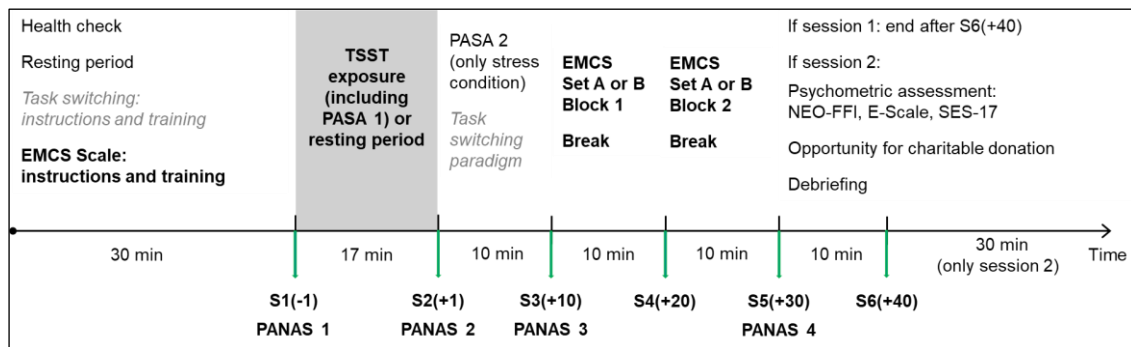 Health check
Resting period
Task switching:
instructions and training
EMCS Scale:
instructions and training
TSST
exposure
(including
PASA 1) or
resting period
PASA 2
(only stress
condition)
Task
switching
paradigm
EMCS
Set A or B
Block 1
Break
EMCS
Set A or B
Block 2
Break
If session 1: end after S6(+40)
If session 2:
Psychometric assessment:
NEO-FFI, E-Scale, SES-17
Opportunity for charitable donation
Debriefing
30 min
17 min
10 min
10 min
10 min
10 min
30 min
(only session 2)
Time
S1(-1)
PANAS 1
S2(+1)
PANAS 2
S3(+10)
PANAS 3
S4(+20)
S5(+30)
PANAS 4
S6(+40)